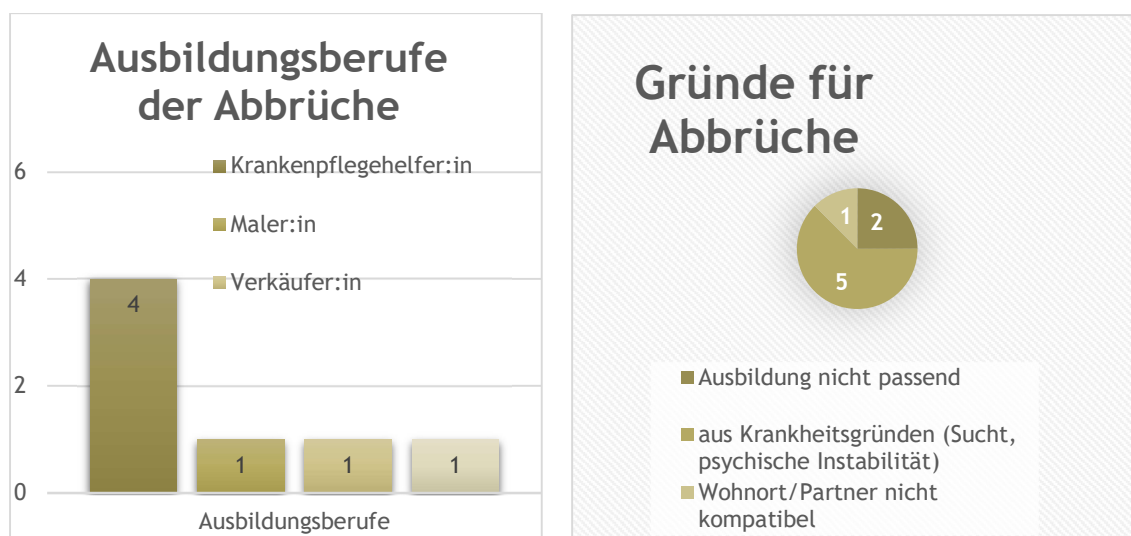 Ausbildungsberufe
der Abbrüche
Krankenpflegehelfer:in
Maler:in
Verkäufer:in
6
4
2
0
4
1
1
1
Ausbildungsberufe
Gründe für
Abbrüche
1
2
5
Ausbildung nicht passend
aus Krankheitsgründen (Sucht,
psychische Instabilität)
Wohnort/Partner nicht
kompatibel